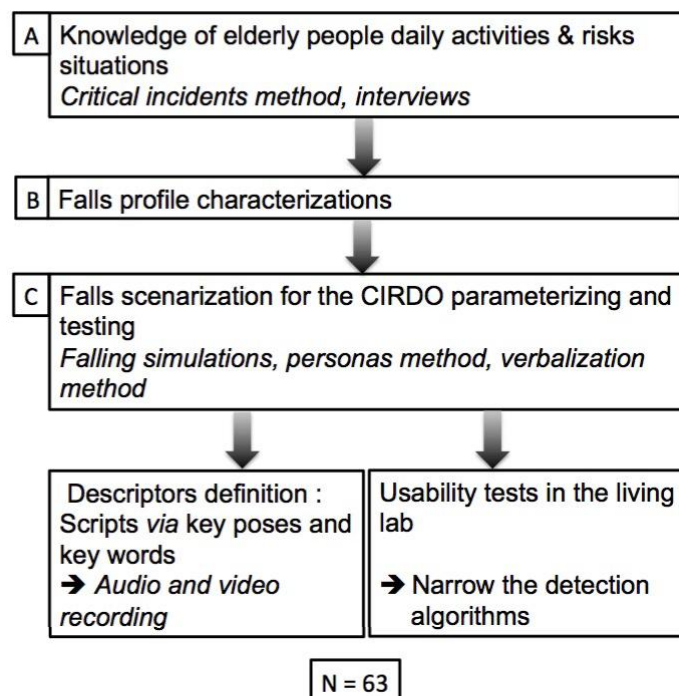 A
Knowledge of elderly people daily activities & risks
situations
Critical incidents method, interviews
B
Falls profile characterizations
C
Falls scenarization for the CIRDO parameterizing and
testing
Falling simulations, personas method, verbalization
method
Descriptors definition :
Scripts via key poses and
key words
➔ Audio and video
recording
Usability tests in the living
lab
➔ Narrow the detection
algorithms
N = 63